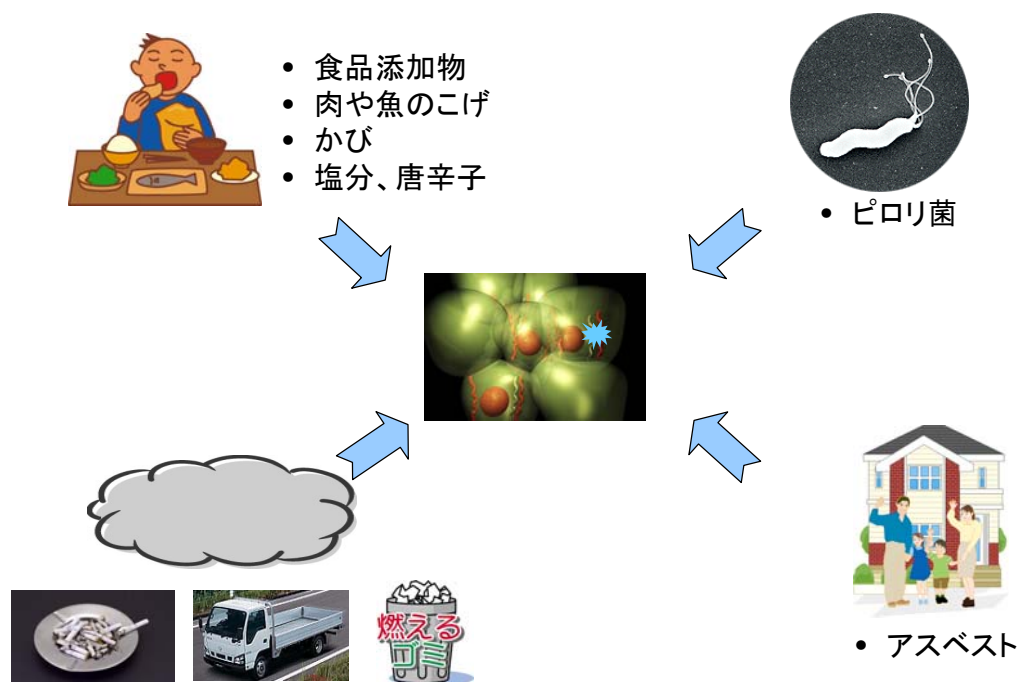 • 食品添加物
• 肉や魚のこげ
• かび
• 塩分、唐辛子
• ピロリ菌
燃える
ゴミ
• アスベスト